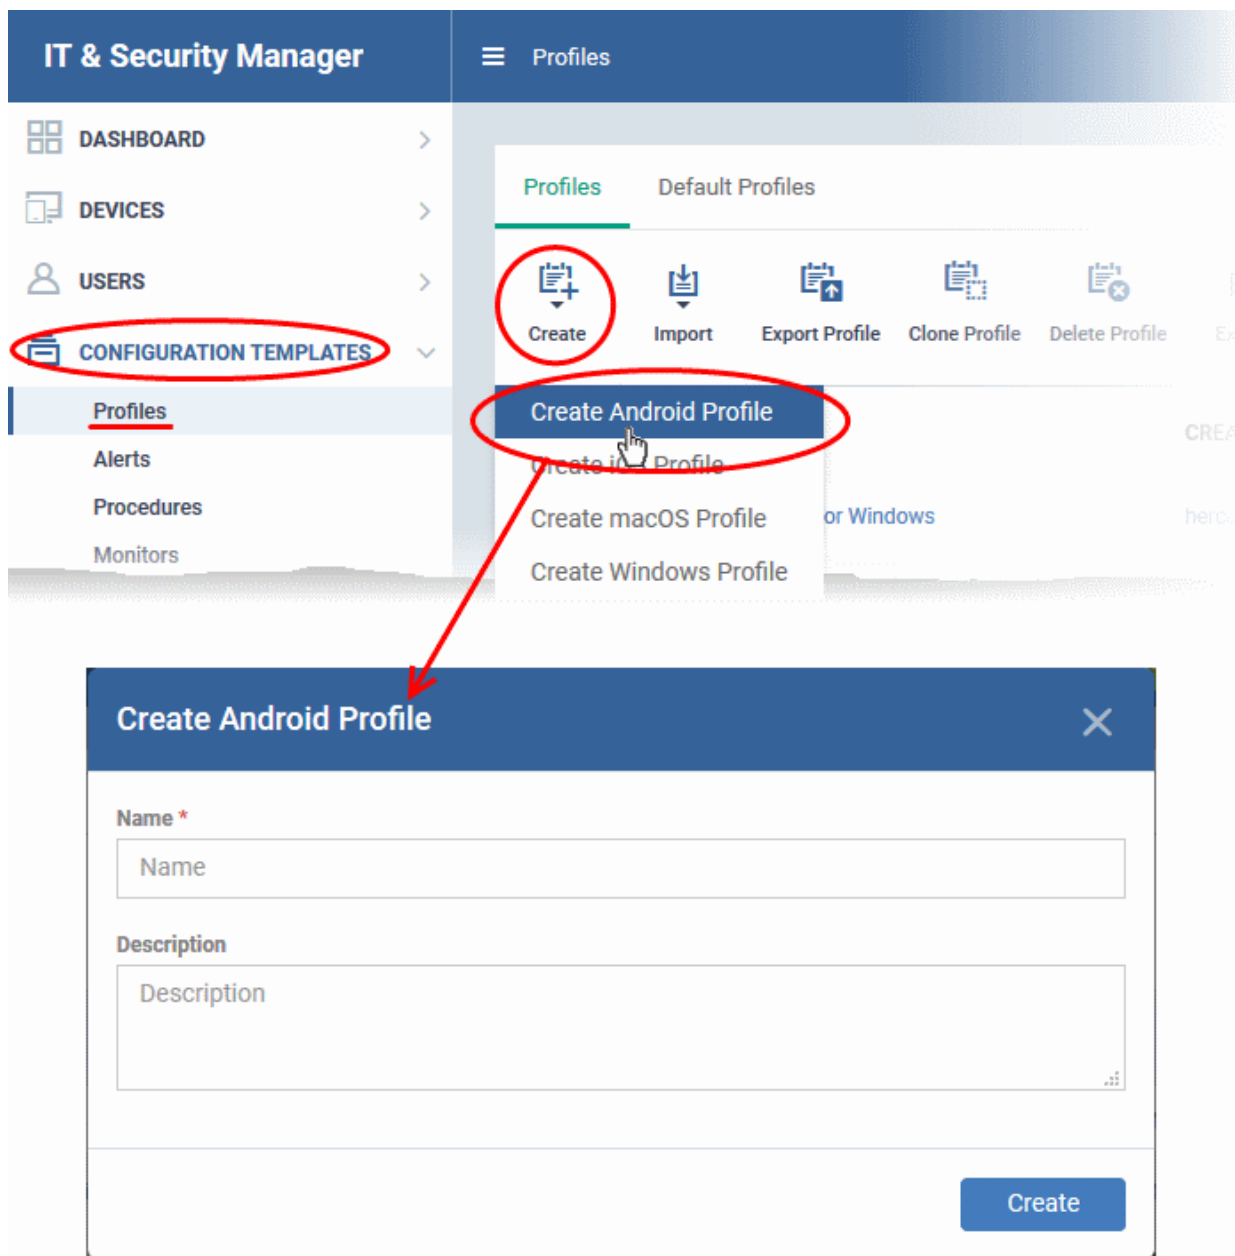 IT & Security Manager
Profiles
DASHBOARD
DEVICES
USERS
CONFIGURATION TEMPLATES
Profiles
Alerts
Procedures
Monitors
Profiles Default Profiles
Create Import Export Profile Clone Profile Delete Profile
Create Android Profile
Create iOS Profile
Create macOS Profile
or Windows
Create Windows Profile
Create Android Profile
Name *
Name
Description
Description
Create